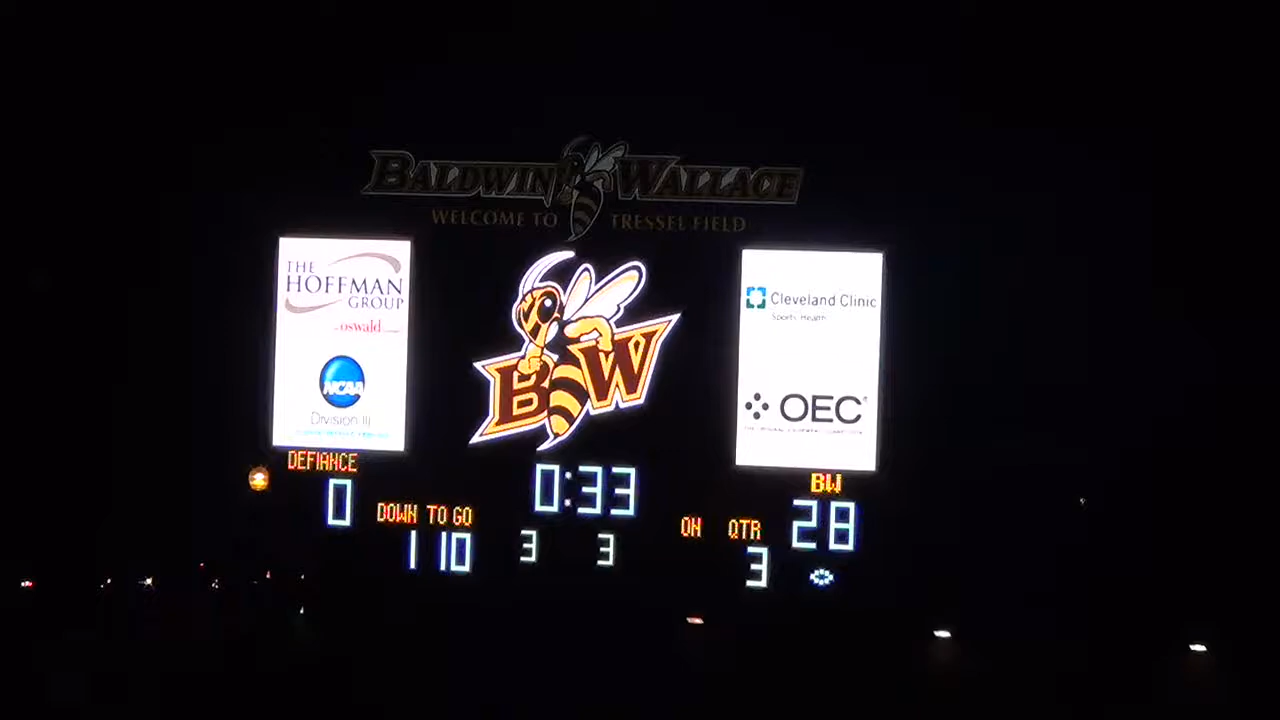 BALDWIN WALLACE
WELCOME TO TRESSEL FIELD
THE
HOFFMAN
GROUP
oswald
NCAA
Division III
BW
Cleveland Clinic
Sports Health
OEC
DEFIANCE
0
0:33
BW
28
DOWN TO GO
1 10
3 3
ON QTR
3